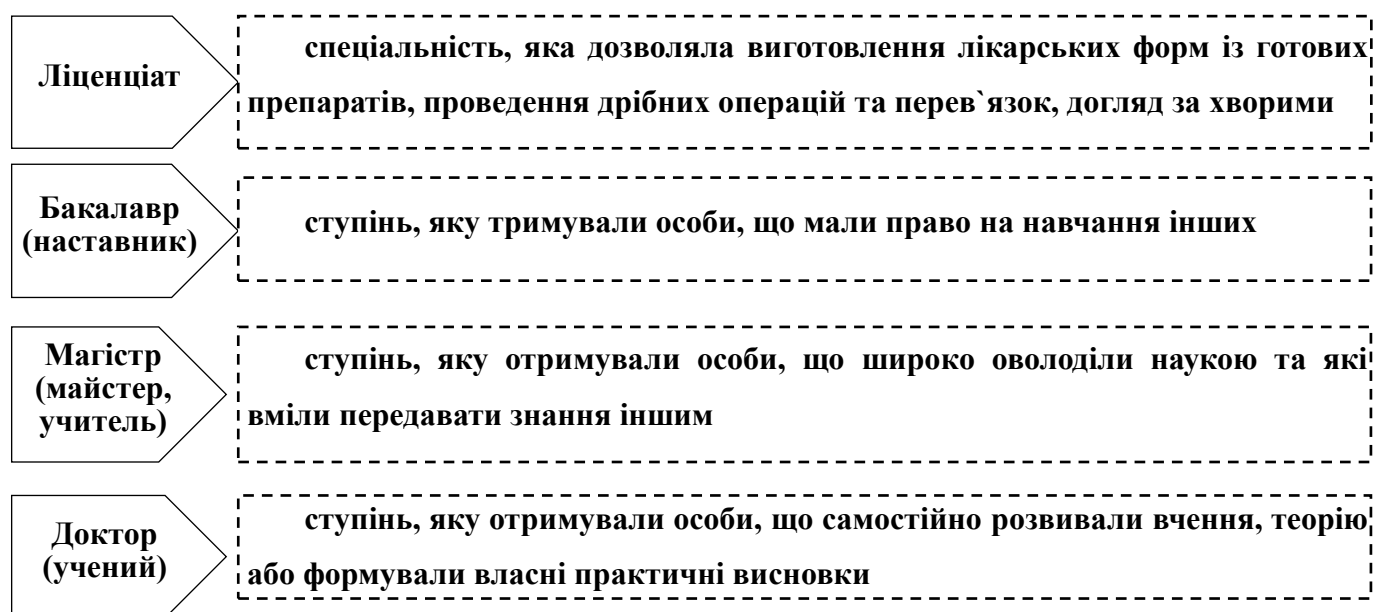 Ліценціат
спеціальність, яка дозволяла виготовлення лікарських форм із готових
препаратів, проведення дрібних операцій та перев`язок, догляд за хворими
Бакалавр
(наставник)
ступінь, яку тримували особи, що мали право на навчання інших
Магістр
(майстер,
учитель)
ступінь, яку отримували особи, що широко оволоділи наукою та які
вміли передавати знання іншим
Доктор
(учений)
ступінь, яку отримували особи, що самостійно розвивали вчення, теорію
або формували власні практичні висновки